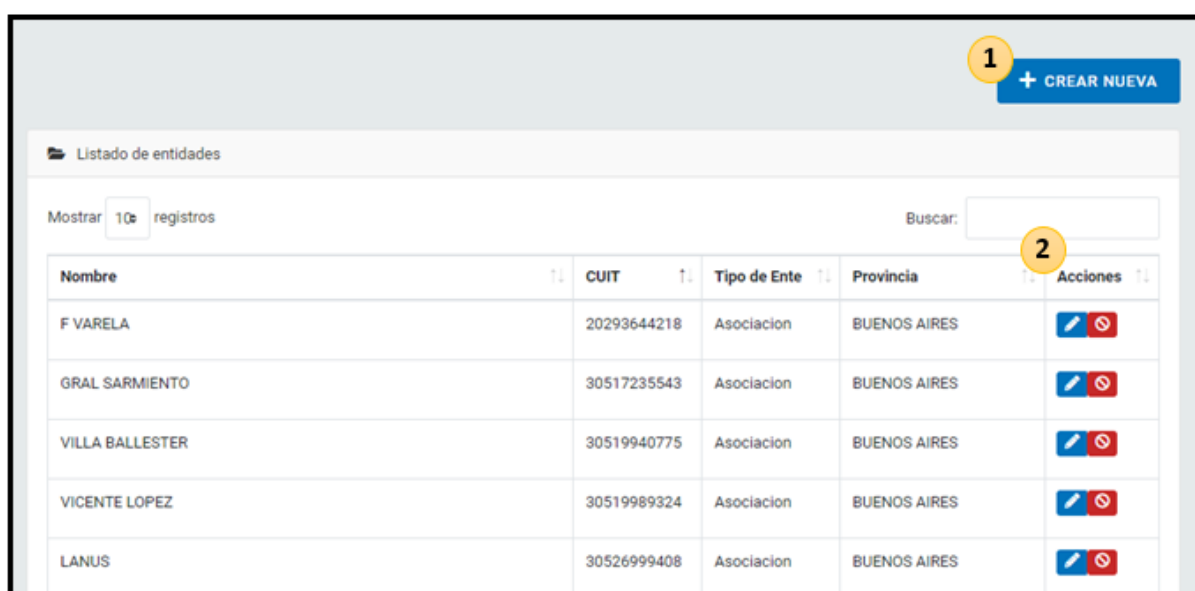 1
CREAR NUEVA
Listado de entidades
Mostrar 10 registros Buscar:
2
Nombre CUIT Tipo de Ente Provincia Acciones
F VARELA 20293644218 Asociacion BUENOS AIRES
GRAL SARMIENTO 30517235543 Asociacion BUENOS AIRES
VILLA BALLESTER 30519940775 Asociacion BUENOS AIRES
VICENTE LOPEZ 30519989324 Asociacion BUENOS AIRES
LANUS 30526999408 Asociacion BUENOS AIRES